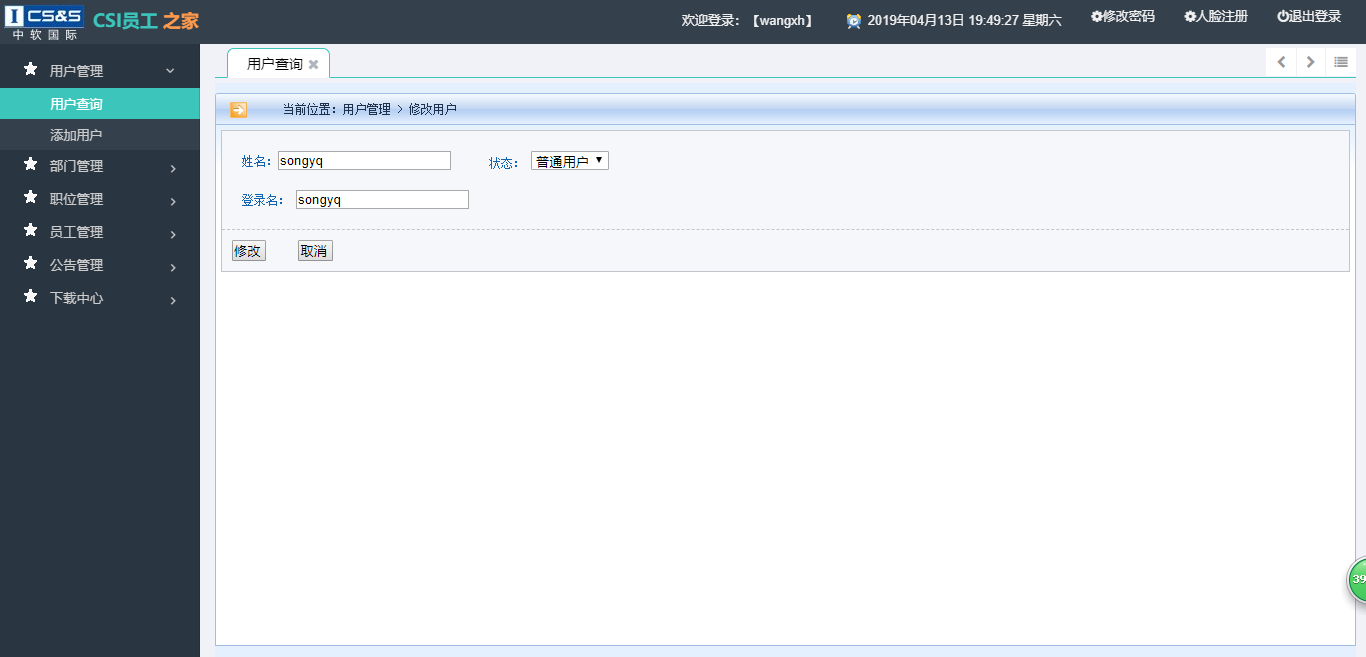 CS&S
中软国际
CSI员工之家
欢迎登录：【wangxh】
2019年04月13日 19:49:27 星期六
修改密码
人脸注册
退出登录
用户管理
用户查询
添加用户
部门管理
职位管理
员工管理
公告管理
下载中心
用户查询
当前位置：用户管理 > 修改用户
姓名：songyq
状态：普通用户
登录名：songyq
修改
取消
39